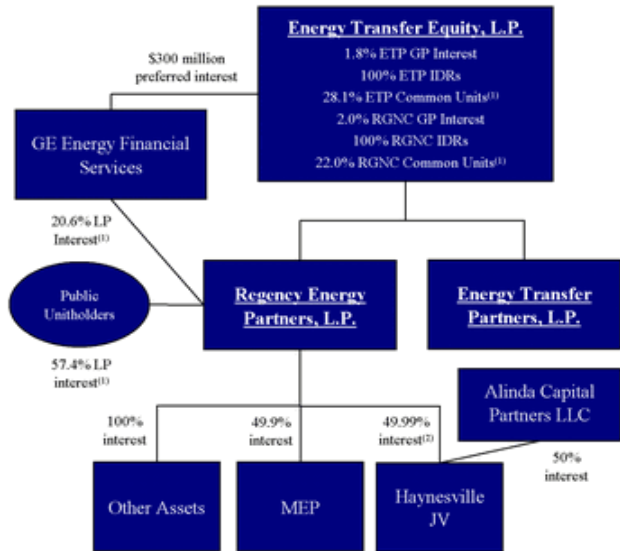 Energy Transfer Equity, L.P.
1.8% ETP GP Interest
100% ETP IDRs
28.1% ETP Common Units(1)
2.0% RGNC GP Interest
100% RGNC IDRs
22.0% RGNC Common Units(1)
$300 million
preferred interest
GE Energy Financial
Services
20.6% LP
Interest(1)
Public
Unitholders
57.4% LP
interest(1)
Regency Energy
Partners, L.P.
Energy Transfer
Partners, L.P.
Alinda Capital
Partners LLC
100%
interest
49.9%
interest
49.99%
interest(2)
50%
interest
Other Assets
MEP
Haynesville
JV